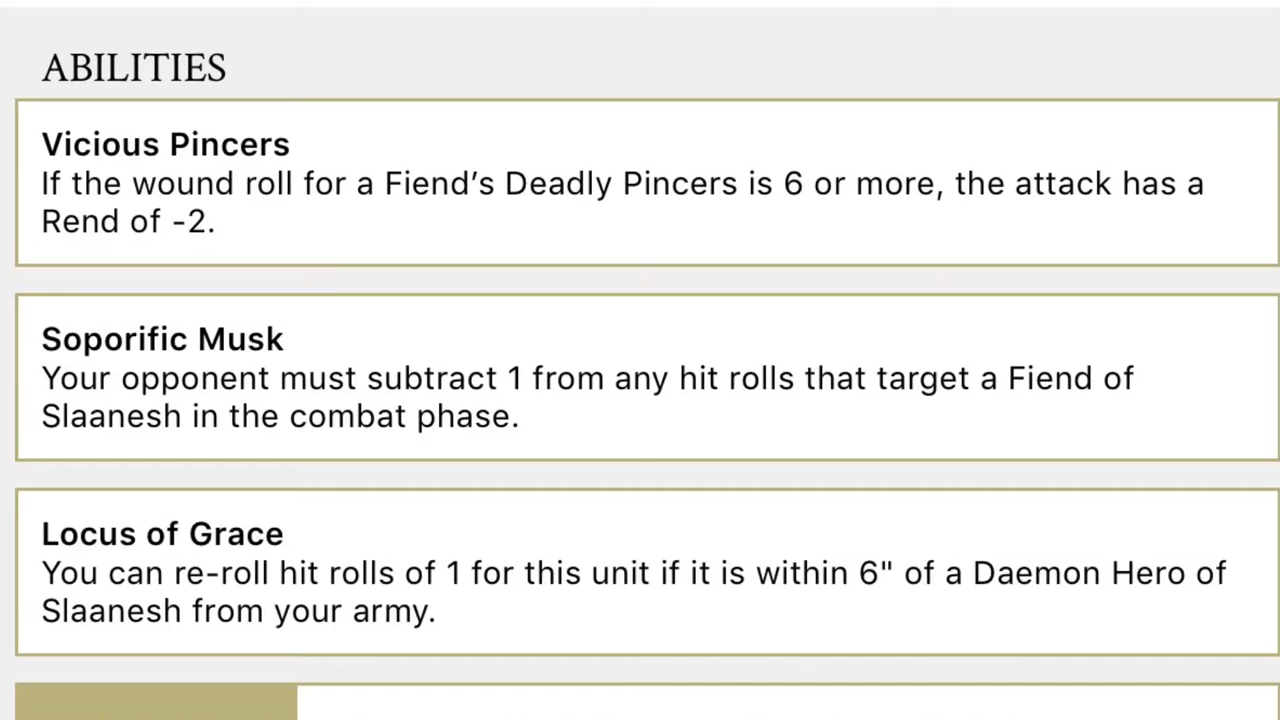 ABILITIES
Vicious Pincers
If the wound roll for a Fiend’s Deadly Pincers is 6 or more, the attack has a
Rend of -2.
Soporific Musk
Your opponent must subtract 1 from any hit rolls that target a Fiend of
Slaanesh in the combat phase.
Locus of Grace
You can re-roll hit rolls of 1 for this unit if it is within 6" of a Daemon Hero of
Slaanesh from your army.